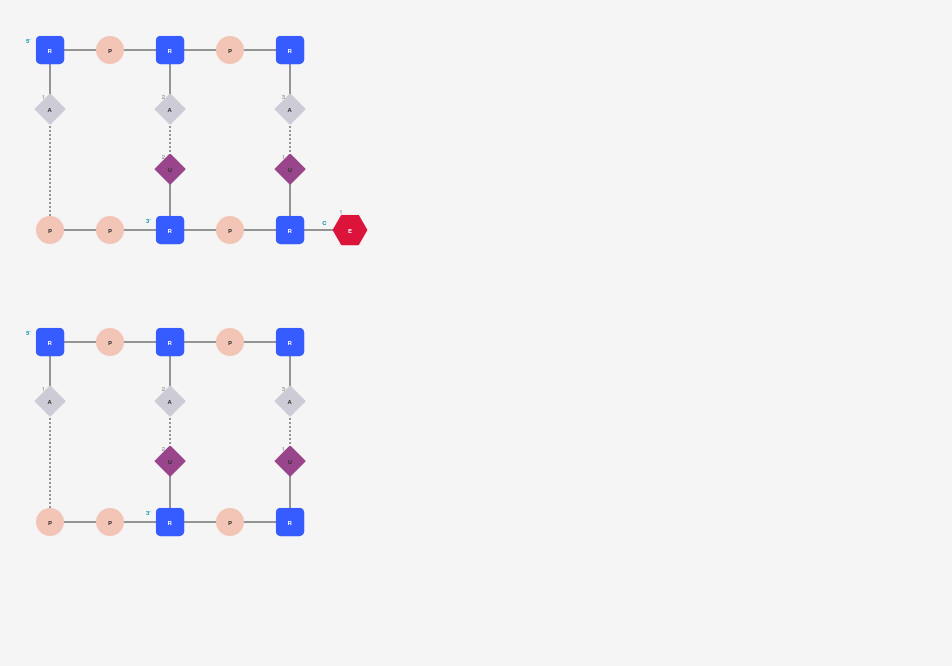 5'
R P R P R
1 2 3
A A A
2 1
U U
3' C 1
P P R P R E
5'
R P R P R
1 2 3
A A A
2 1
U U
3'
P P R P R